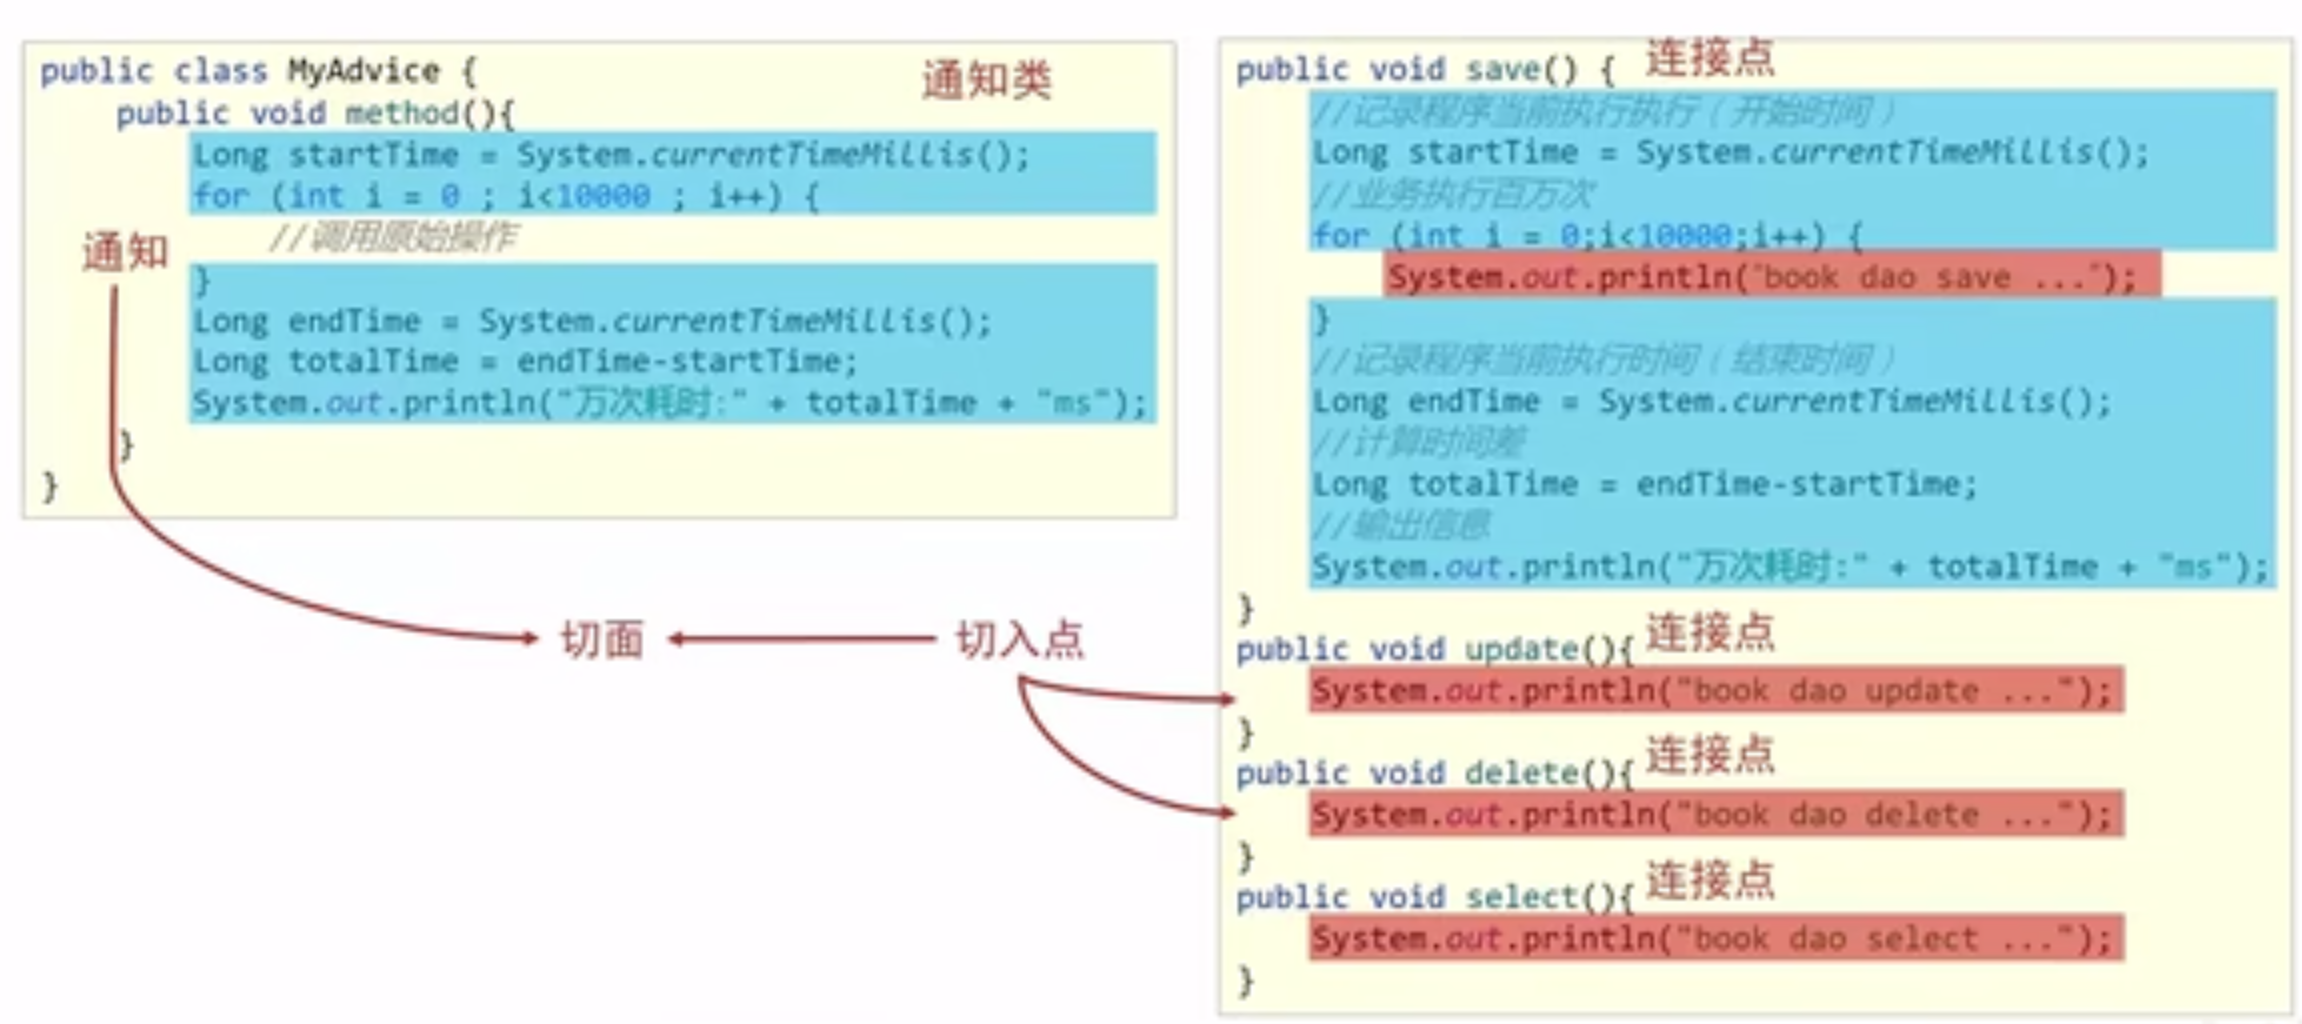 public class MyAdvice {
通知类
public void method(){
Long startTime = System.currentTimeMillis();
for (int i = 0 ; i<10000 ; i++) {
//调用原始操作
通知
}
Long endTime = System.currentTimeMillis();
Long totalTime = endTime-startTime;
System.out.println("万次耗时:" + totalTime + "ms");
}
}
切面
切入点
public void save() {
连接点
//记录程序当前执行执行（开始时间）
Long startTime = System.currentTimeMillis();
//业务执行百万次
for (int i = 0;i<10000;i++) {
System.out.println("book dao save ...");
}
//记录程序当前执行时间（结束时间）
Long endTime = System.currentTimeMillis();
//计算时间差
Long totalTime = endTime-startTime;
//输出信息
System.out.println("万次耗时:" + totalTime + "ms");
}
public void update(){
连接点
System.out.println("book dao update ...");
}
public void delete(){
连接点
System.out.println("book dao delete ...");
}
public void select(){
连接点
System.out.println("book dao select ...");
}